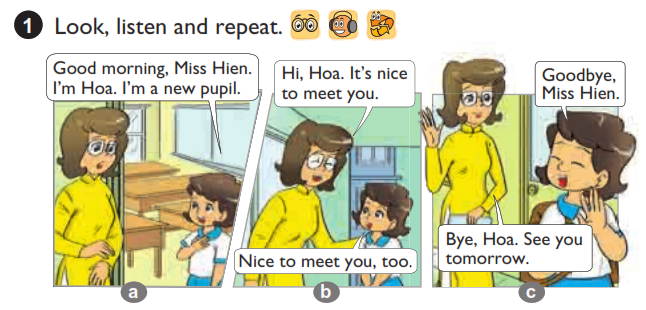 1 Look, listen and repeat.
Good morning, Miss Hien.
I'm Hoa. I'm a new pupil.
Hi, Hoa. It's nice
to meet you.
Nice to meet you, too.
Goodbye,
Miss Hien.
Bye, Hoa. See you
tomorrow.
a
b
c